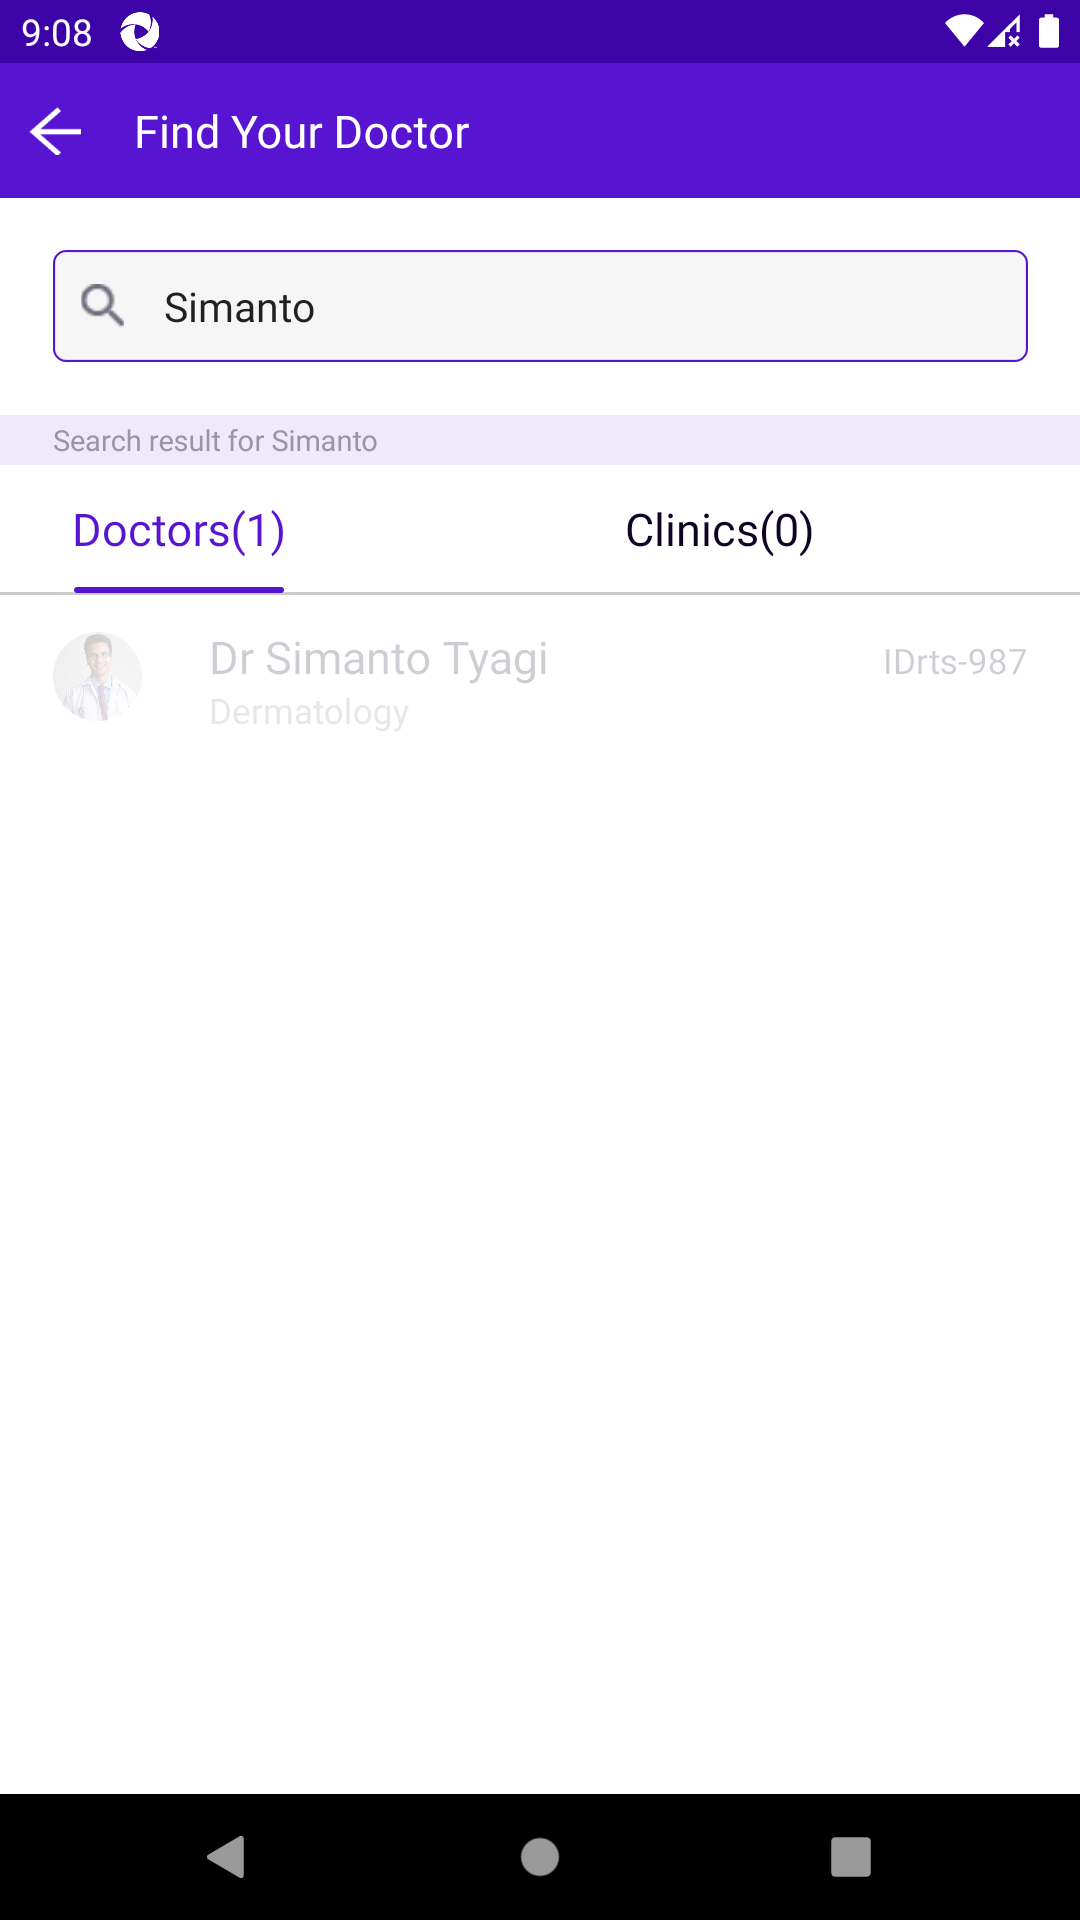 9:08
Find Your Doctor
Simanto
Search result for Simanto
Doctors(1) Clinics(0)
Dr Simanto Tyagi IDrts-987
Dermatology